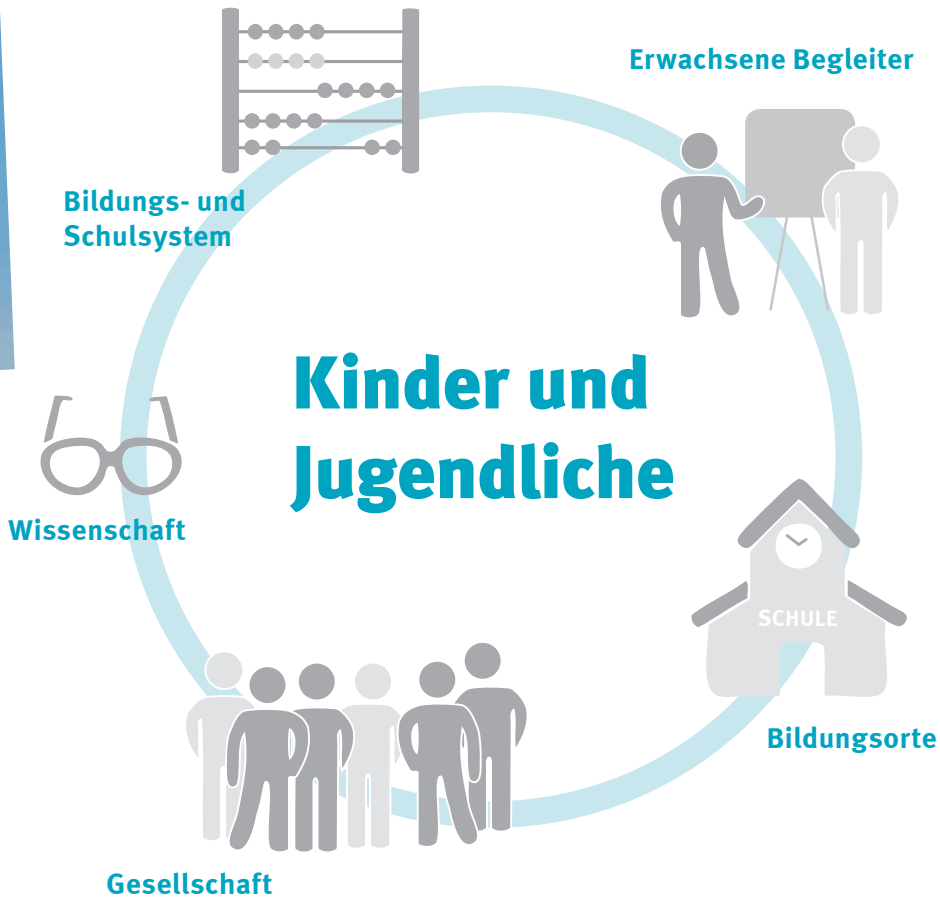 Erwachsene Begleiter
Bildungs- und
Schulsystem
Kinder und
Jugendliche
Wissenschaft
SCHULE
Bildungsorte
Gesellschaft